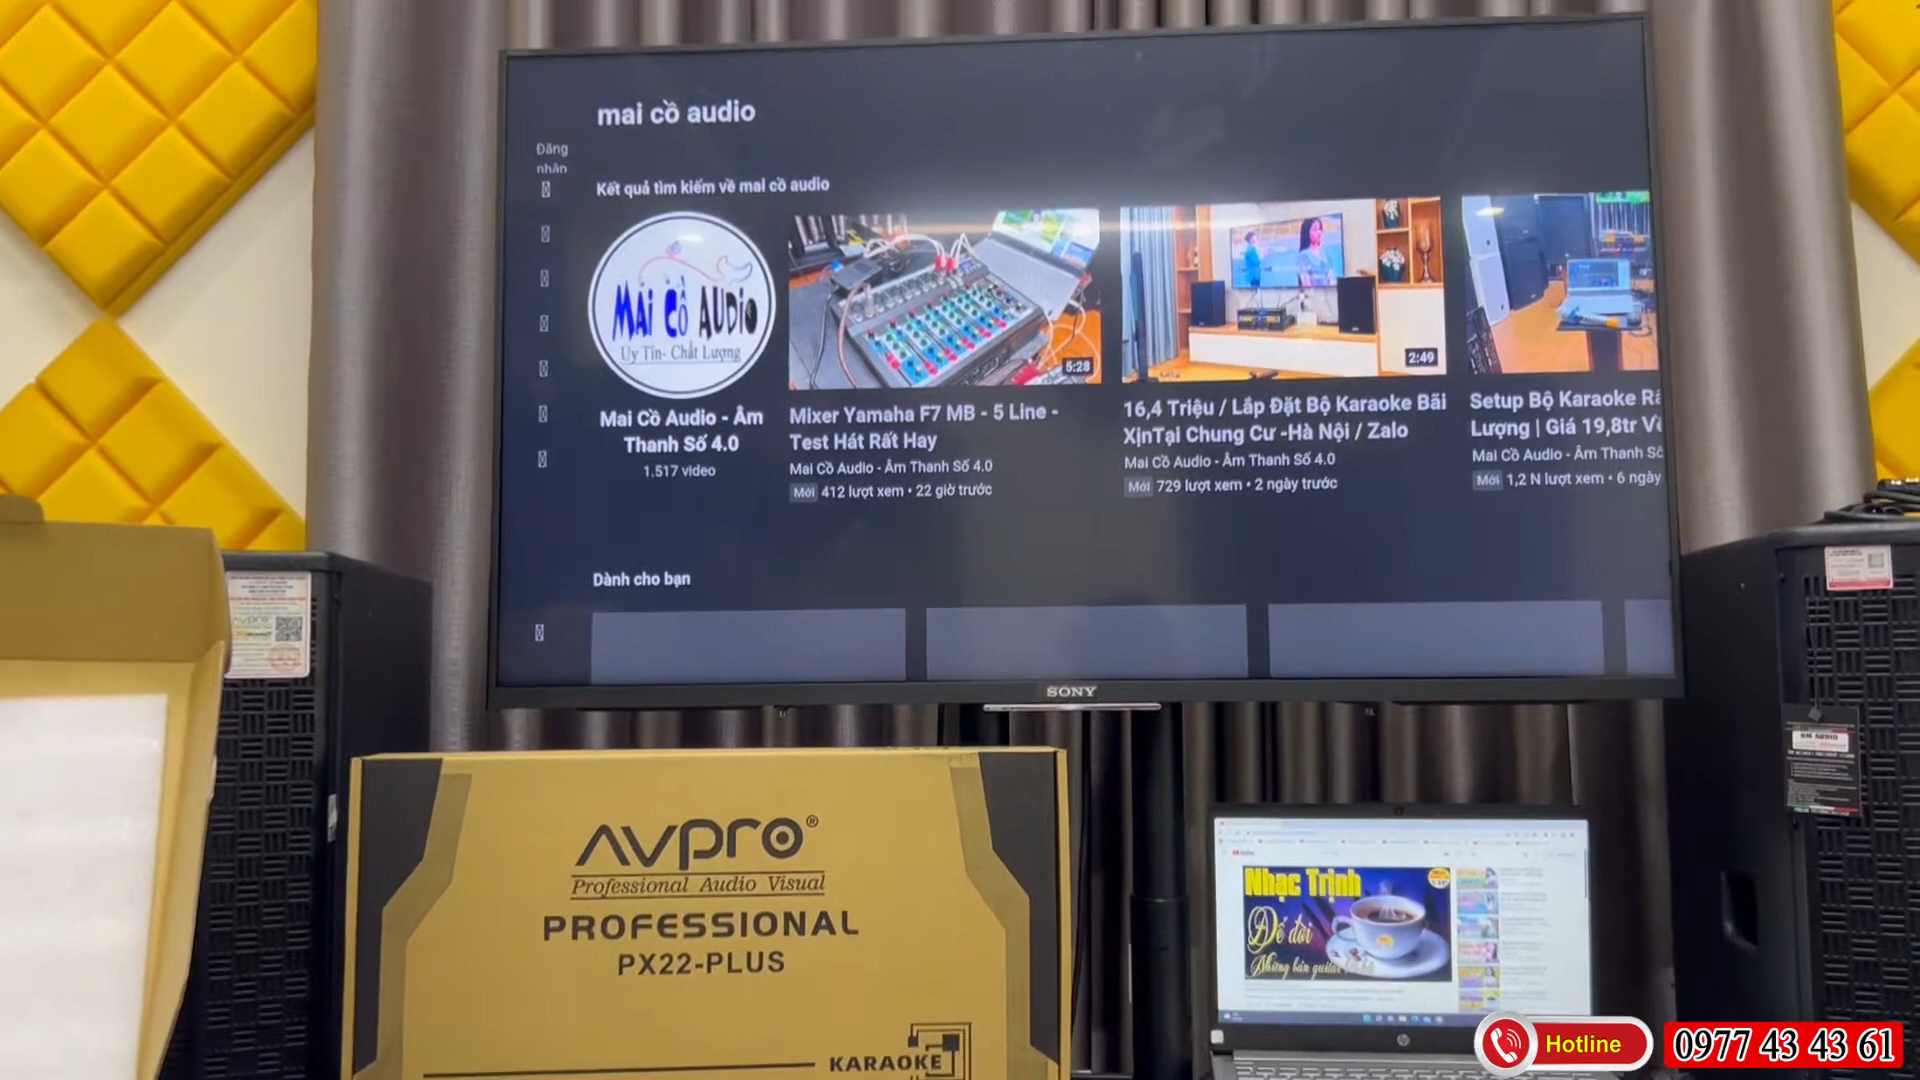 mai cồ audio
Đăng
nhập
Kết quả tìm kiếm về mai cồ audio
MAI CỒ AUDIO
Uy Tín- Chất Lượng
Mai Cồ Audio - Âm
Thanh Số 4.0
1.517 video
5:28
Mixer Yamaha F7 MB - 5 Line -
Test Hát Rất Hay
Mai Cồ Audio - Âm Thanh Số 4.0
Mới 412 lượt xem • 22 giờ trước
2:49
16,4 Triệu / Lắp Đặt Bộ Karaoke Bãi
XịnTại Chung Cư -Hà Nội / Zalo
Mai Cồ Audio - Âm Thanh Số 4.0
Mới 729 lượt xem • 2 ngày trước
Setup Bộ Karaoke
Lượng | Giá 19,8tr
Mai Cồ Audio - Âm Thanh
Mới 1,2 N lượt xem • 6 ngày
Dành cho bạn
SONY
AVPro
AVPRO®
Professional Audio Visual
PROFESSIONAL
PX22-PLUS
KARAOKE
Nhạc Trịnh
Để đời
Những bản guitar
Hotline
0977 43 43 61